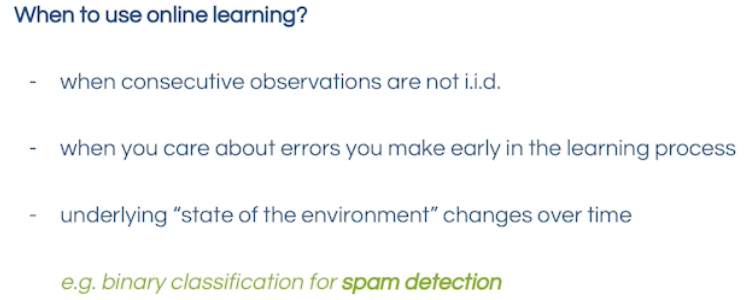 When to use online learning?
- when consecutive observations are not i.i.d.
- when you care about errors you make early in the learning process
- underlying “state of the environment” changes over time
e.g. binary classification for spam detection